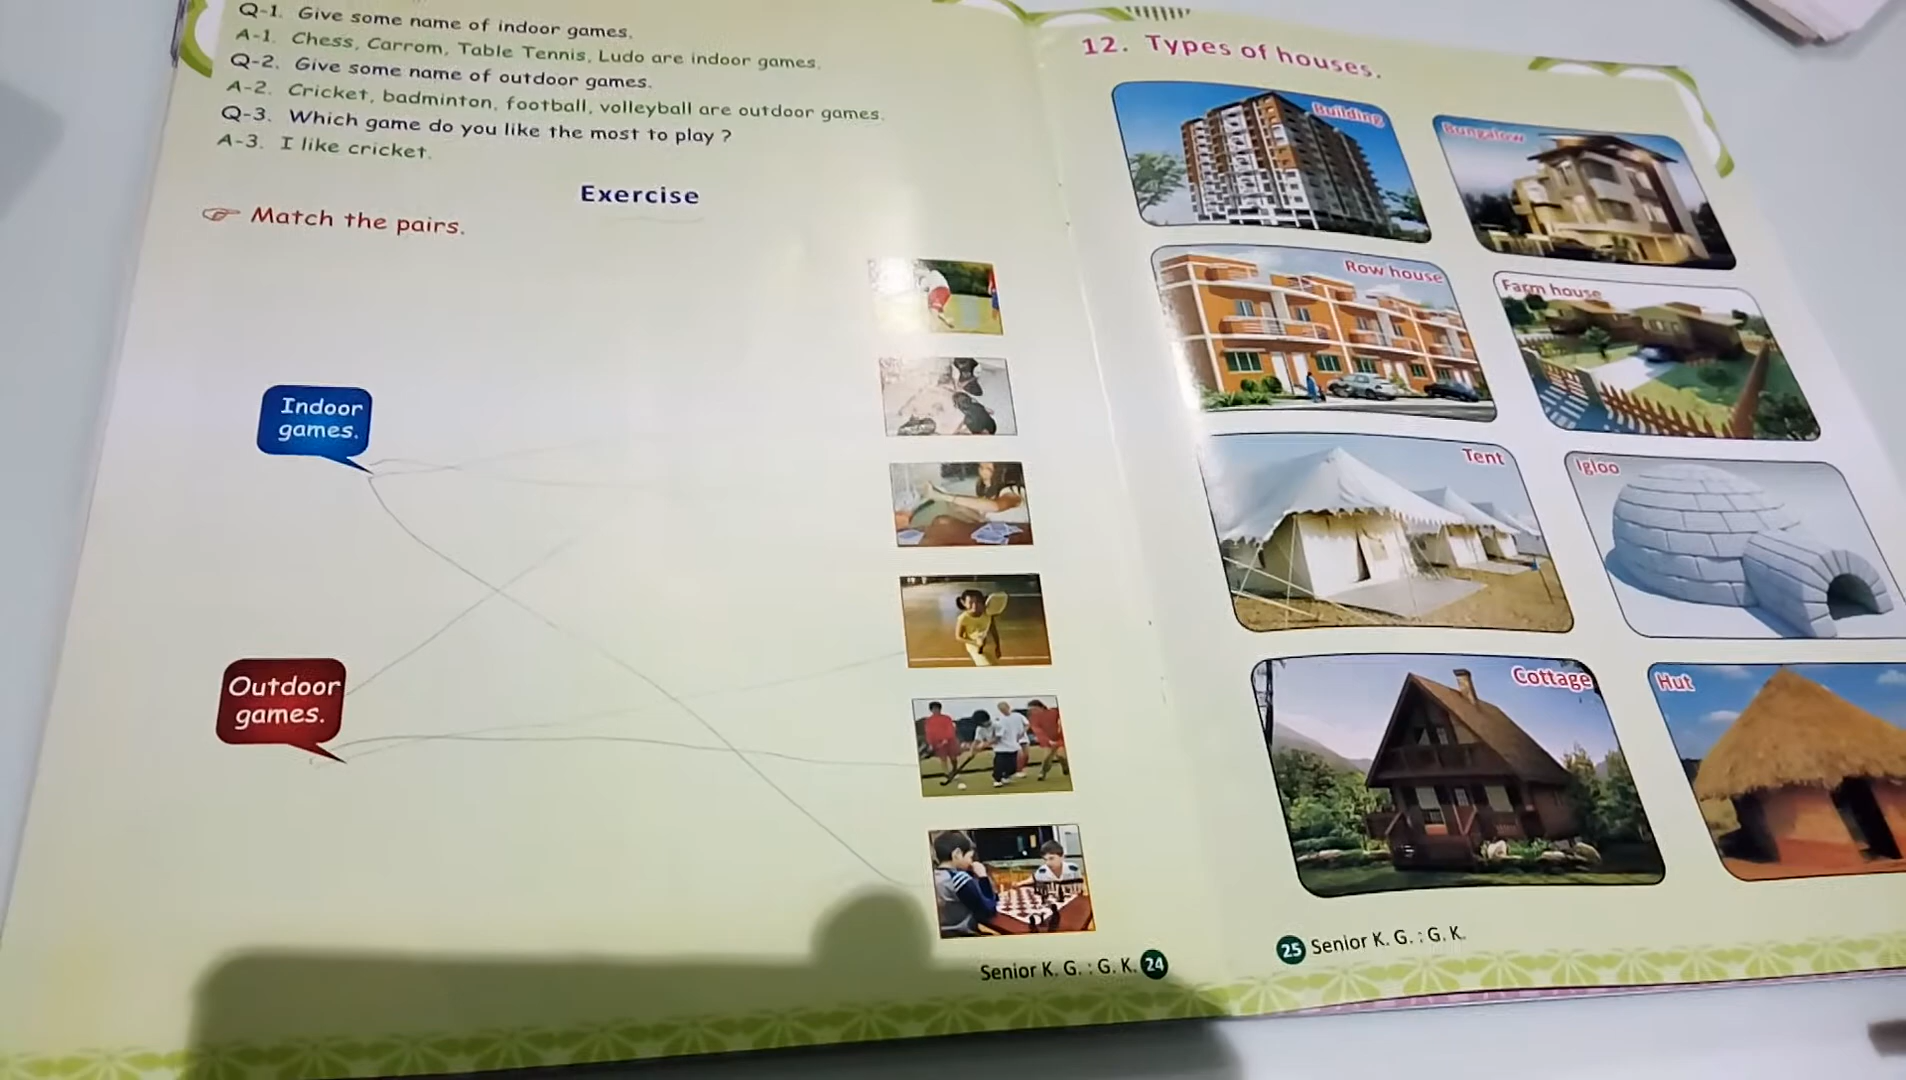 Q-1. Give some name of indoor games.
A-1. Chess, Carrom, Table Tennis, Ludo are indoor games.
Q-2. Give some name of outdoor games.
A-2. Cricket, badminton, football, volleyball are outdoor games.
Q-3. Which game do you like the most to play ?
A-3. I like cricket.
Exercise
Match the pairs.
Indoor
games.
Outdoor
games.
Senior K. G. : G. K. 24
12. Types of houses.
Building
Bungalow
Row house
Farm house
Tent
Igloo
Cottage
Hut
25 Senior K. G. : G. K.